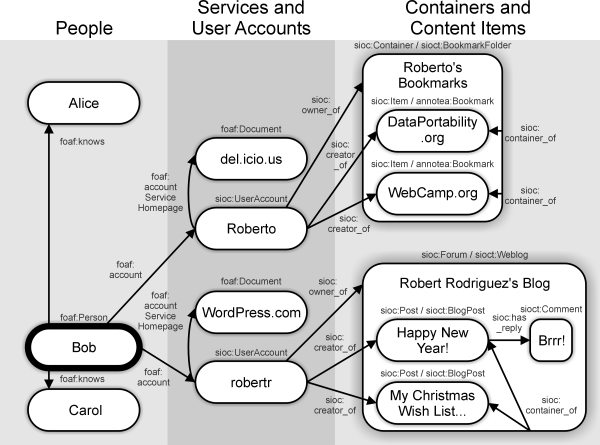 People
Services and
User Accounts
Containers and
Content Items
sioc:Container / sioct:BookmarkFolder
Roberto's
Bookmarks
Alice
sioc:
owner_of
sioc:Item / annotea:Bookmark
DataPortability
.org
sioc:
container_of
foaf:knows
foaf:Document
del.icio.us
sioc:
creator
_of
sioc:Item / annotea:Bookmark
WebCamp.org
sioc:
container_of
foaf:
account
Service
Homepage
sioc:UserAccount
Roberto
sioc:
creator_of
foaf:
account
sioc:Forum / sioct:Weblog
Robert Rodriguez's Blog
foaf:Document
WordPress.com
sioc:
owner_of
foaf:
account
Service
Homepage
foaf:Person
Bob
sioc:Post / sioct:BlogPost
Happy New
Year!
sioc:has
_reply
sioct:Comment
Brrr!
sioc:
creator_of
sioc:UserAccount
robertr
foaf:knows
foaf:
account
sioc:Post / sioct:BlogPost
My Christmas
Wish List...
sioc:
creator_of
sioc:
container_of
Carol